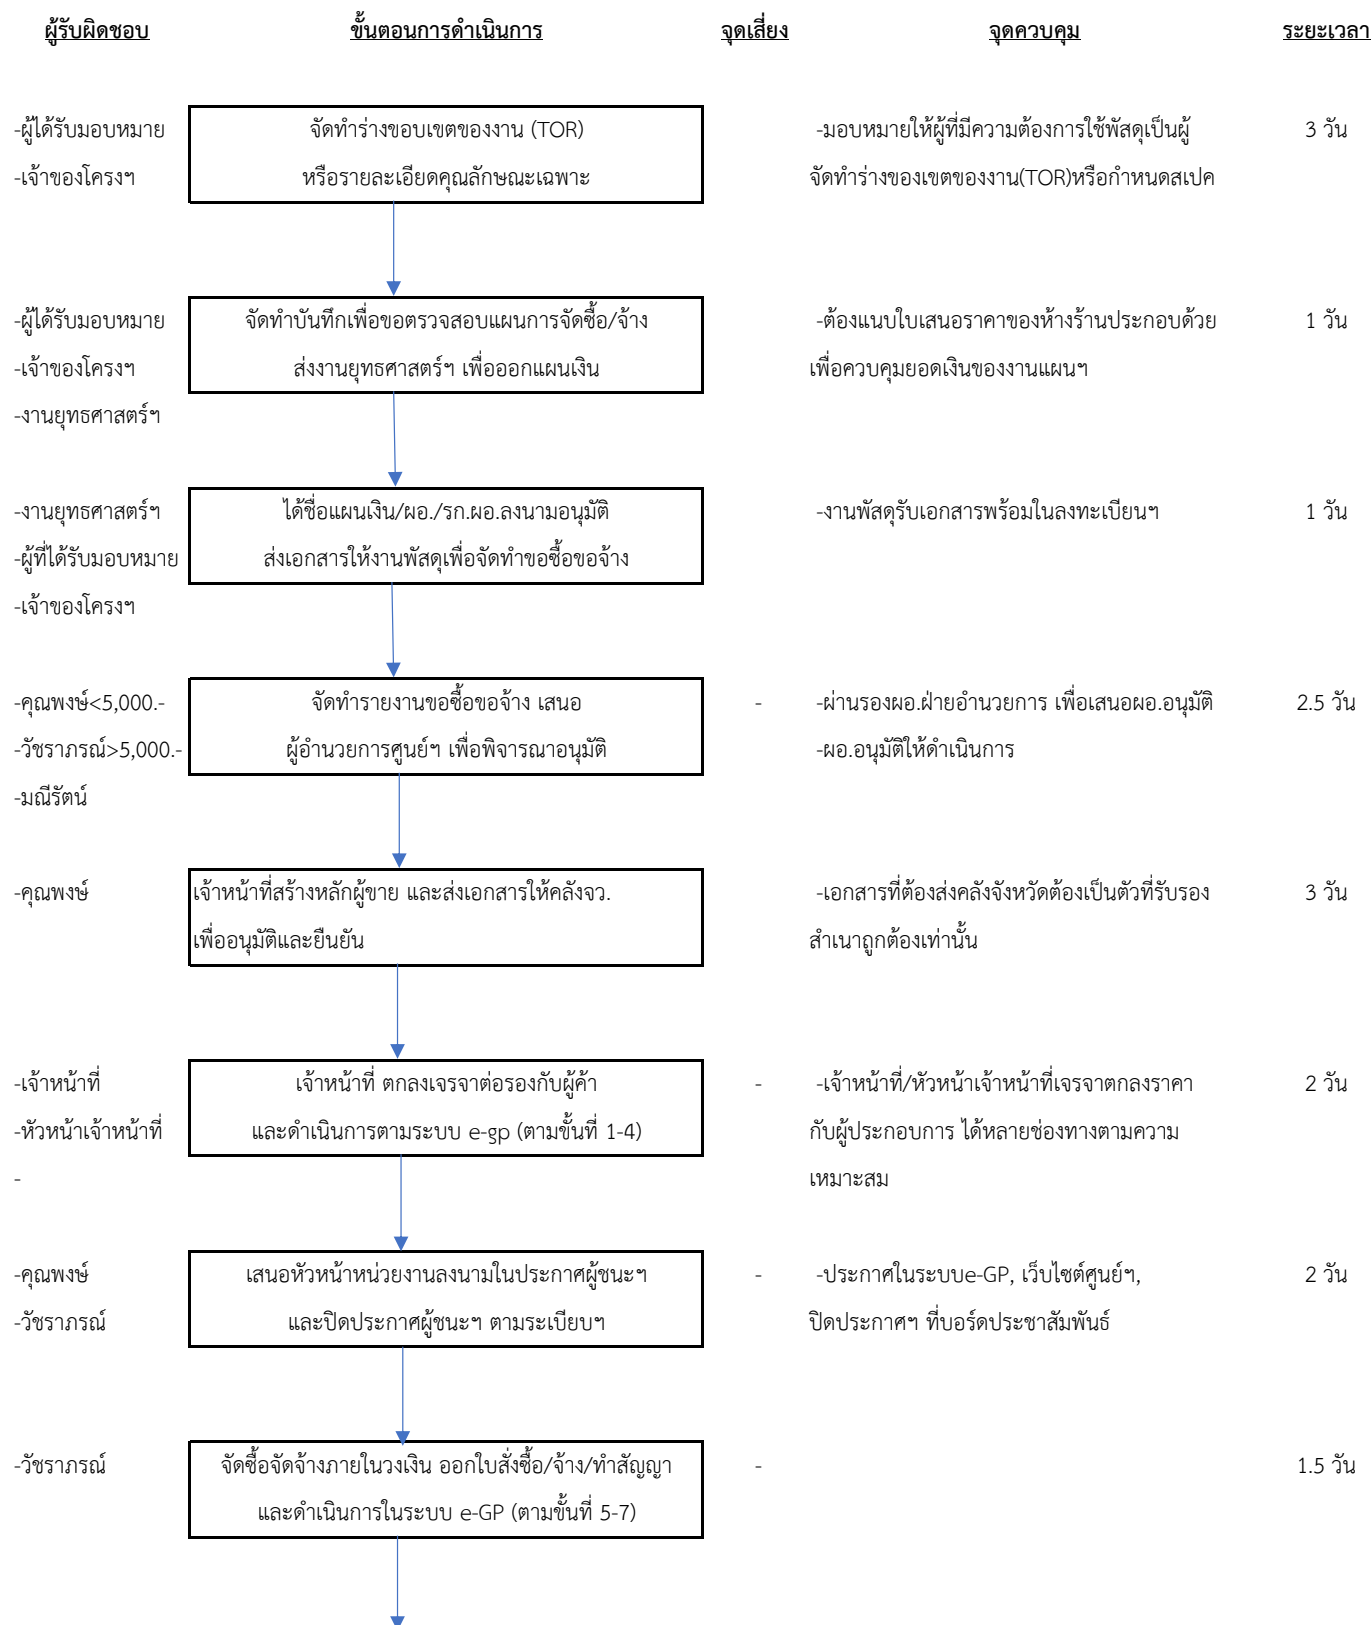 ผู้รับผิดชอบ ขั้นตอนการดำเนินการ จุดเสี่ยง จุดควบคุม ระยะเวลา
-ผู้ได้รับมอบหมาย จัดทำร่างขอบเขตของงาน (TOR) -มอบหมายให้ผู้ที่มีความต้องการใช้พัสดุเป็นผู้ 3 วัน
-เจ้าของโครงฯ หรือรายละเอียดคุณลักษณะเฉพาะ จัดทำร่างของเขตของงาน(TOR)หรือกำหนดสเปค
-ผู้ได้รับมอบหมาย จัดทำบันทึกเพื่อขอตรวจสอบแผนการจัดซื้อ/จ้าง -ต้องแนบใบเสนอราคาของห้างร้านประกอบด้วย 1 วัน
-เจ้าของโครงฯ ส่งงานยุทธศาสตร์ฯ เพื่อออกแผนเงิน เพื่อควบคุมยอดเงินของงานแผนฯ
-งานยุทธศาสตร์ฯ
-งานยุทธศาสตร์ฯ ได้ชื่อแผนเงิน/ผอ./รก.ผอ.ลงนามอนุมัติ -งานพัสดุรับเอกสารพร้อมในลงทะเบียนฯ 1 วัน
-ผู้ที่ได้รับมอบหมาย ส่งเอกสารให้งานพัสดุเพื่อจัดทำขอซื้อขอจ้าง
-เจ้าของโครงฯ
-คุณพงษ์<5,000.- จัดทำรายงานขอซื้อขอจ้าง เสนอ - -ผ่านรองผอ.ฝ่ายอำนวยการ เพื่อเสนอผอ.อนุมัติ 2.5 วัน
-วัชราภรณ์>5,000.- ผู้อำนวยการศูนย์ฯ เพื่อพิจารณาอนุมัติ -ผอ.อนุมัติให้ดำเนินการ
-มณีรัตน์
-คุณพงษ์ เจ้าหน้าที่สร้างหลักผู้ขาย และส่งเอกสารให้คลังจว. -เอกสารที่ต้องส่งคลังจังหวัดต้องเป็นตัวที่รับรอง 3 วัน
เพื่ออนุมัติและยืนยัน สำเนาถูกต้องเท่านั้น
-เจ้าหน้าที่ เจ้าหน้าที่ ตกลงเจรจาต่อรองกับผู้ค้า - -เจ้าหน้าที่/หัวหน้าเจ้าหน้าที่เจรจาตกลงราคา 2 วัน
-หัวหน้าเจ้าหน้าที่ และดำเนินการตามระบบ e-gp (ตามขั้นที่ 1-4) กับผู้ประกอบการ ได้หลายช่องทางตามความ
- เหมาะสม
-คุณพงษ์ เสนอหัวหน้าหน่วยงานลงนามในประกาศผู้ชนะฯ - -ประกาศในระบบe-GP, เว็บไซต์ศูนย์ฯ, 2 วัน
-วัชราภรณ์ และปิดประกาศผู้ชนะฯ ตามระเบียบฯ ปิดประกาศฯ ที่บอร์ดประชาสัมพันธ์
-วัชราภรณ์ จัดซื้อจัดจ้างภายในวงเงิน ออกใบสั่งซื้อ/จ้าง/ทำสัญญา - 1.5 วัน
และดำเนินการในระบบ e-GP (ตามขั้นที่ 5-7)